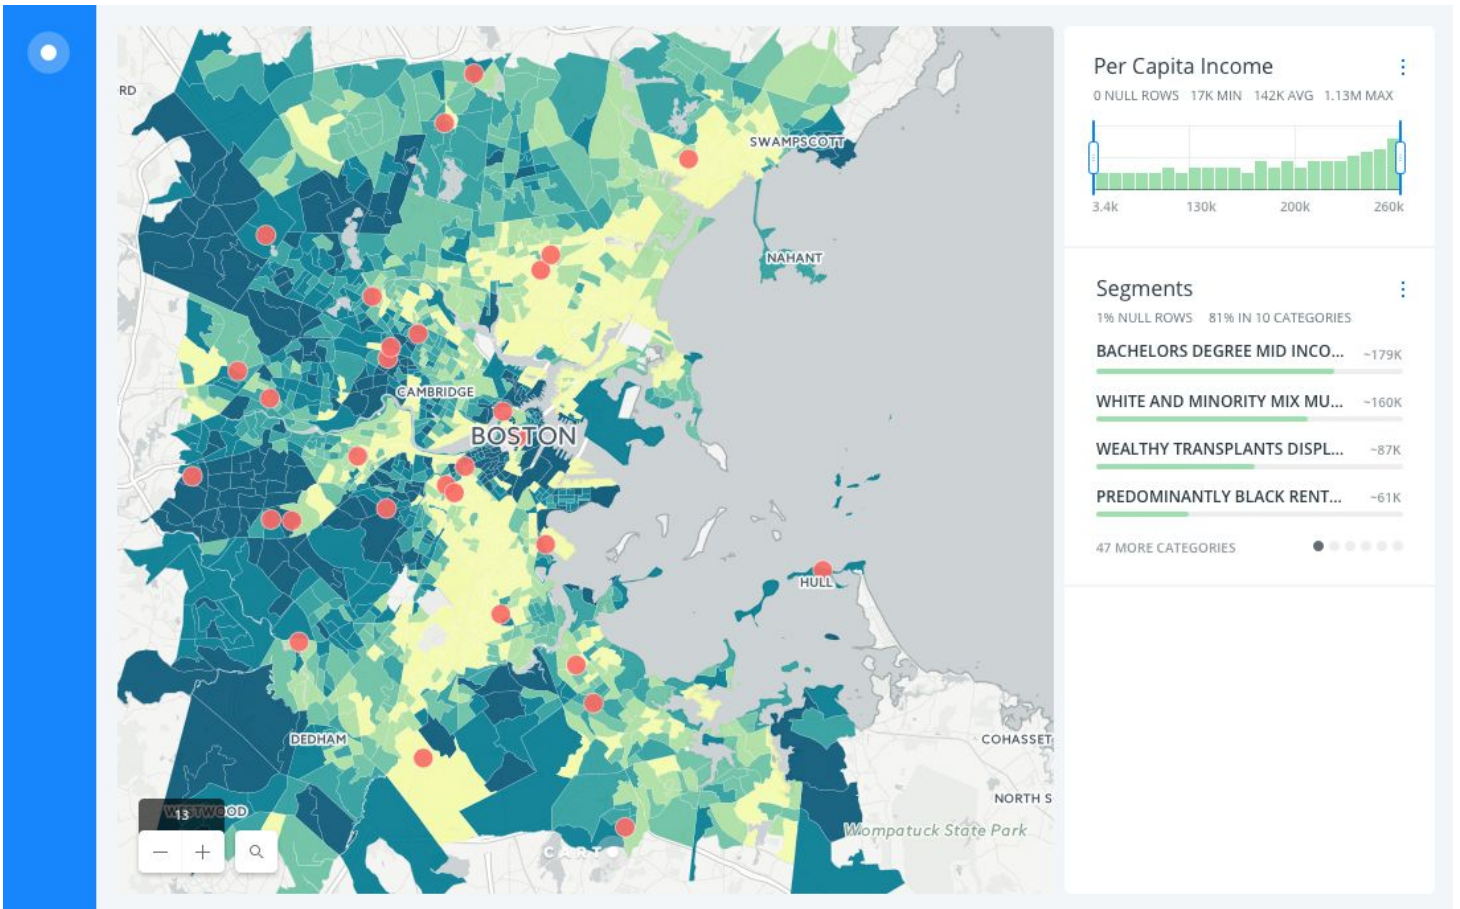 RD
SWAMPSCOTT
NAHANT
CAMBRIDGE
BOSTON
HULL
DEDHAM
COHASSET
WESTWOOD
13
NORTH S
Wompatuck State Park
CARTO
Per Capita Income
0 NULL ROWS 17K MIN 142K AVG 1.13M MAX
3.4k 130k 200k 260k
Segments
1% NULL ROWS 81% IN 10 CATEGORIES
BACHELORS DEGREE MID INCO... ~179K
WHITE AND MINORITY MIX MU... ~160K
WEALTHY TRANSPLANTS DISPL... ~87K
PREDOMINANTLY BLACK RENT... ~61K
47 MORE CATEGORIES